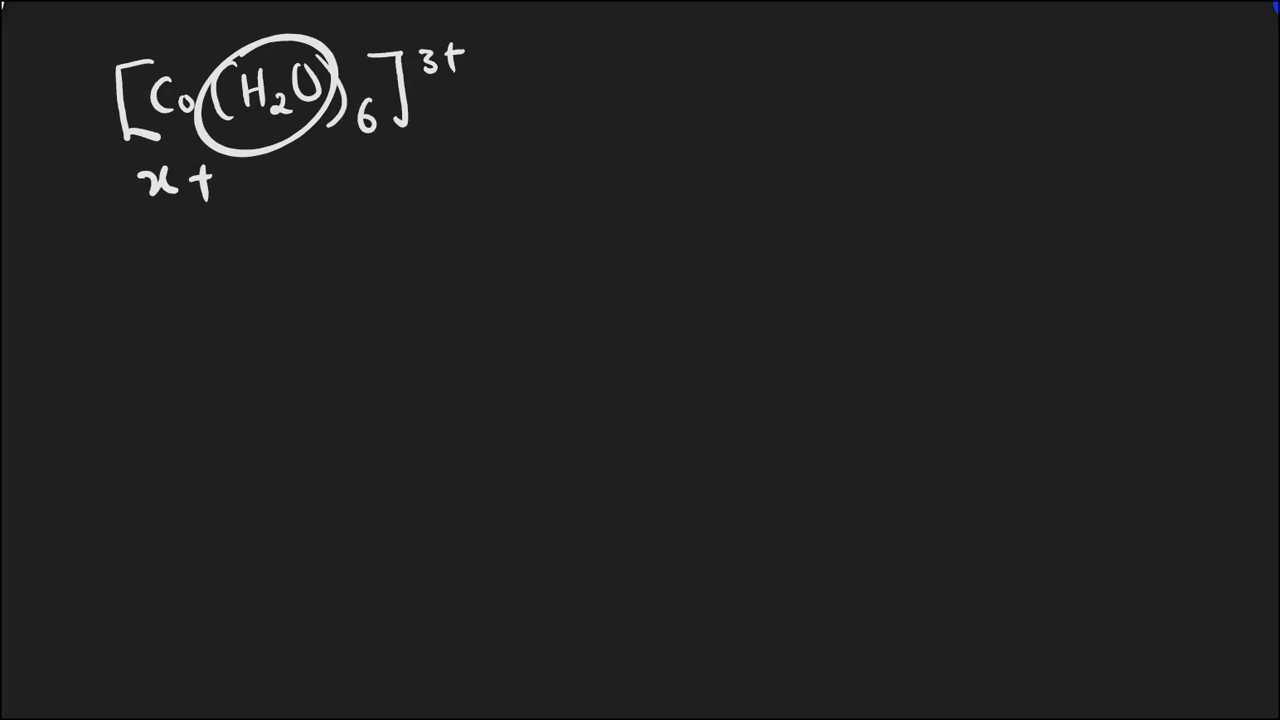 [Co(H₂O)₆]³⁺
x +